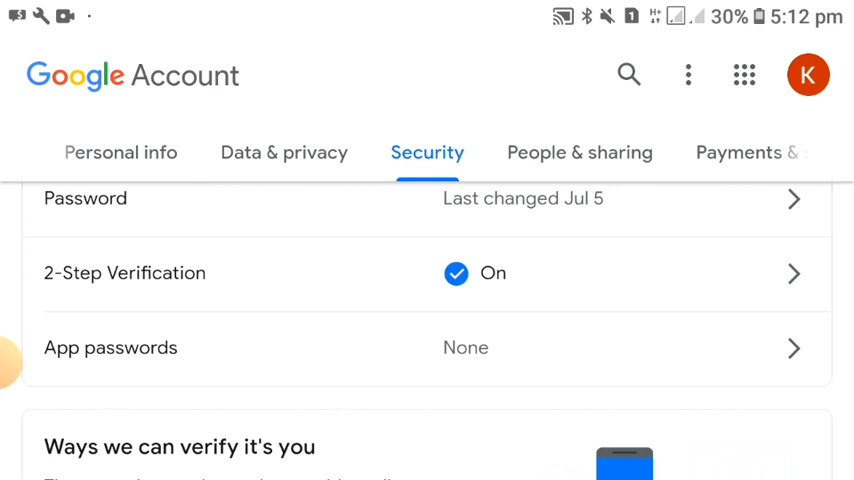 30% 5:12 pm
Google Account K
Personal info Data & privacy Security People & sharing Payments &
Password Last changed Jul 5
2-Step Verification On
App passwords None
Ways we can verify it's you